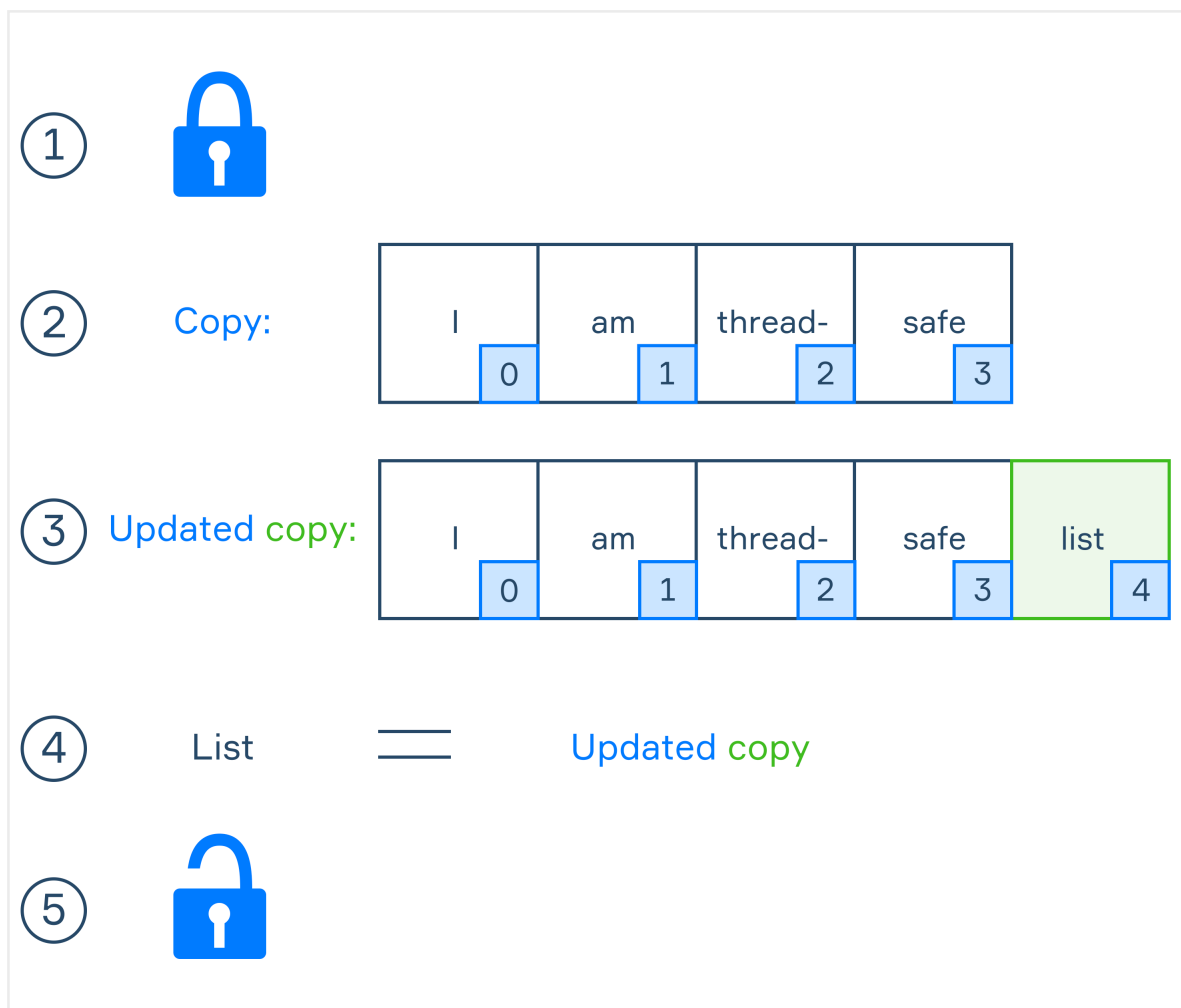 1
2 Copy: I am thread- safe
0 1 2 3
3 Updated copy: I am thread- safe list
0 1 2 3 4
4 List = Updated copy
5